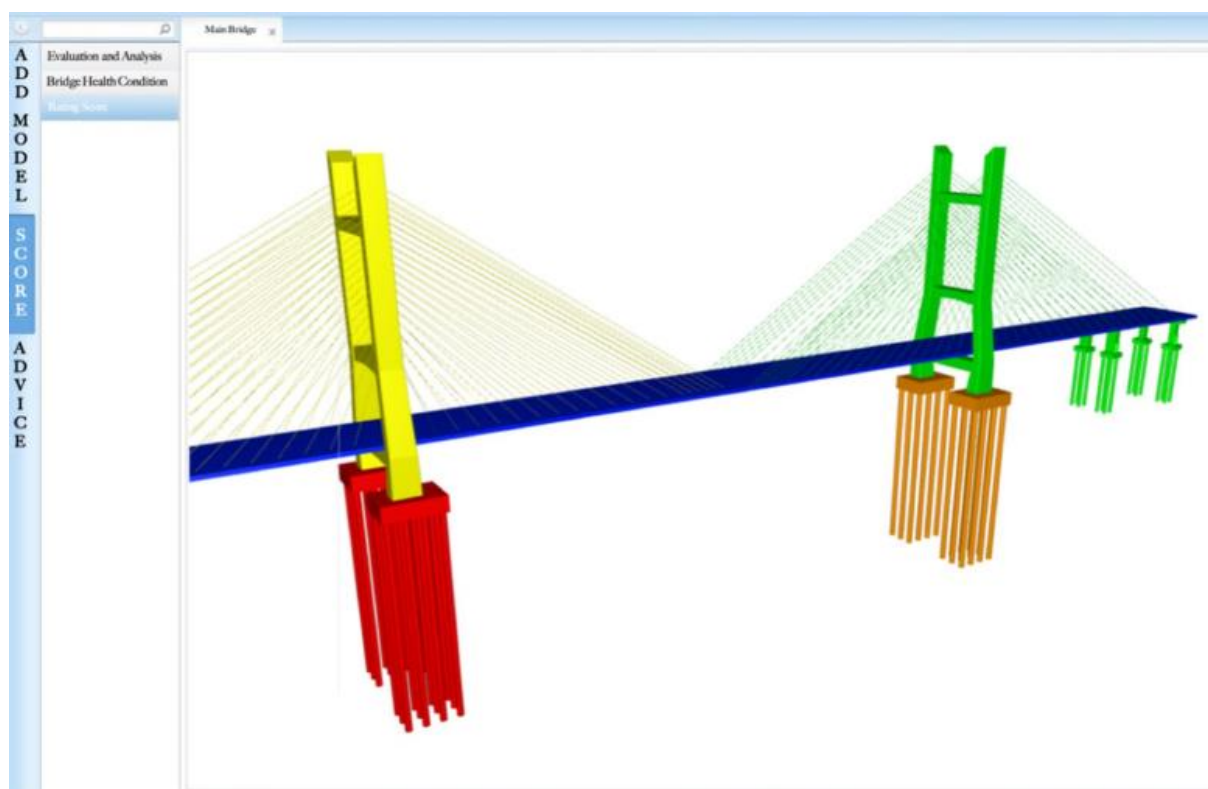 Main Bridge
ADD MODEL
SCORE
ADVICE
Evaluation and Analysis
Bridge Health Condition
Rating Score